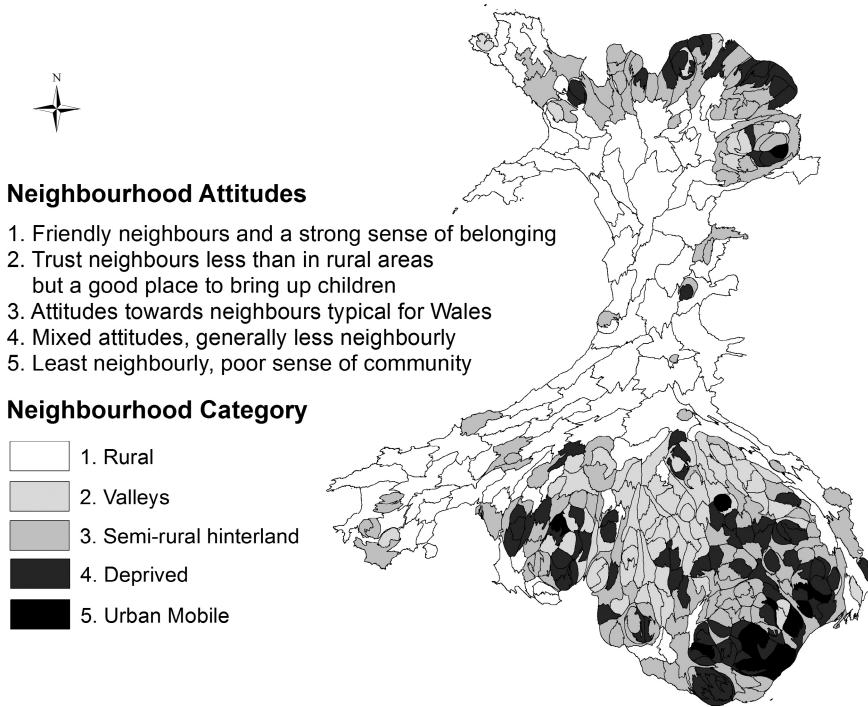 N
Neighbourhood Attitudes
1. Friendly neighbours and a strong sense of belonging
2. Trust neighbours less than in rural areas
but a good place to bring up children
3. Attitudes towards neighbours typical for Wales
4. Mixed attitudes, generally less neighbourly
5. Least neighbourly, poor sense of community
Neighbourhood Category
1. Rural
2. Valleys
3. Semi-rural hinterland
4. Deprived
5. Urban Mobile